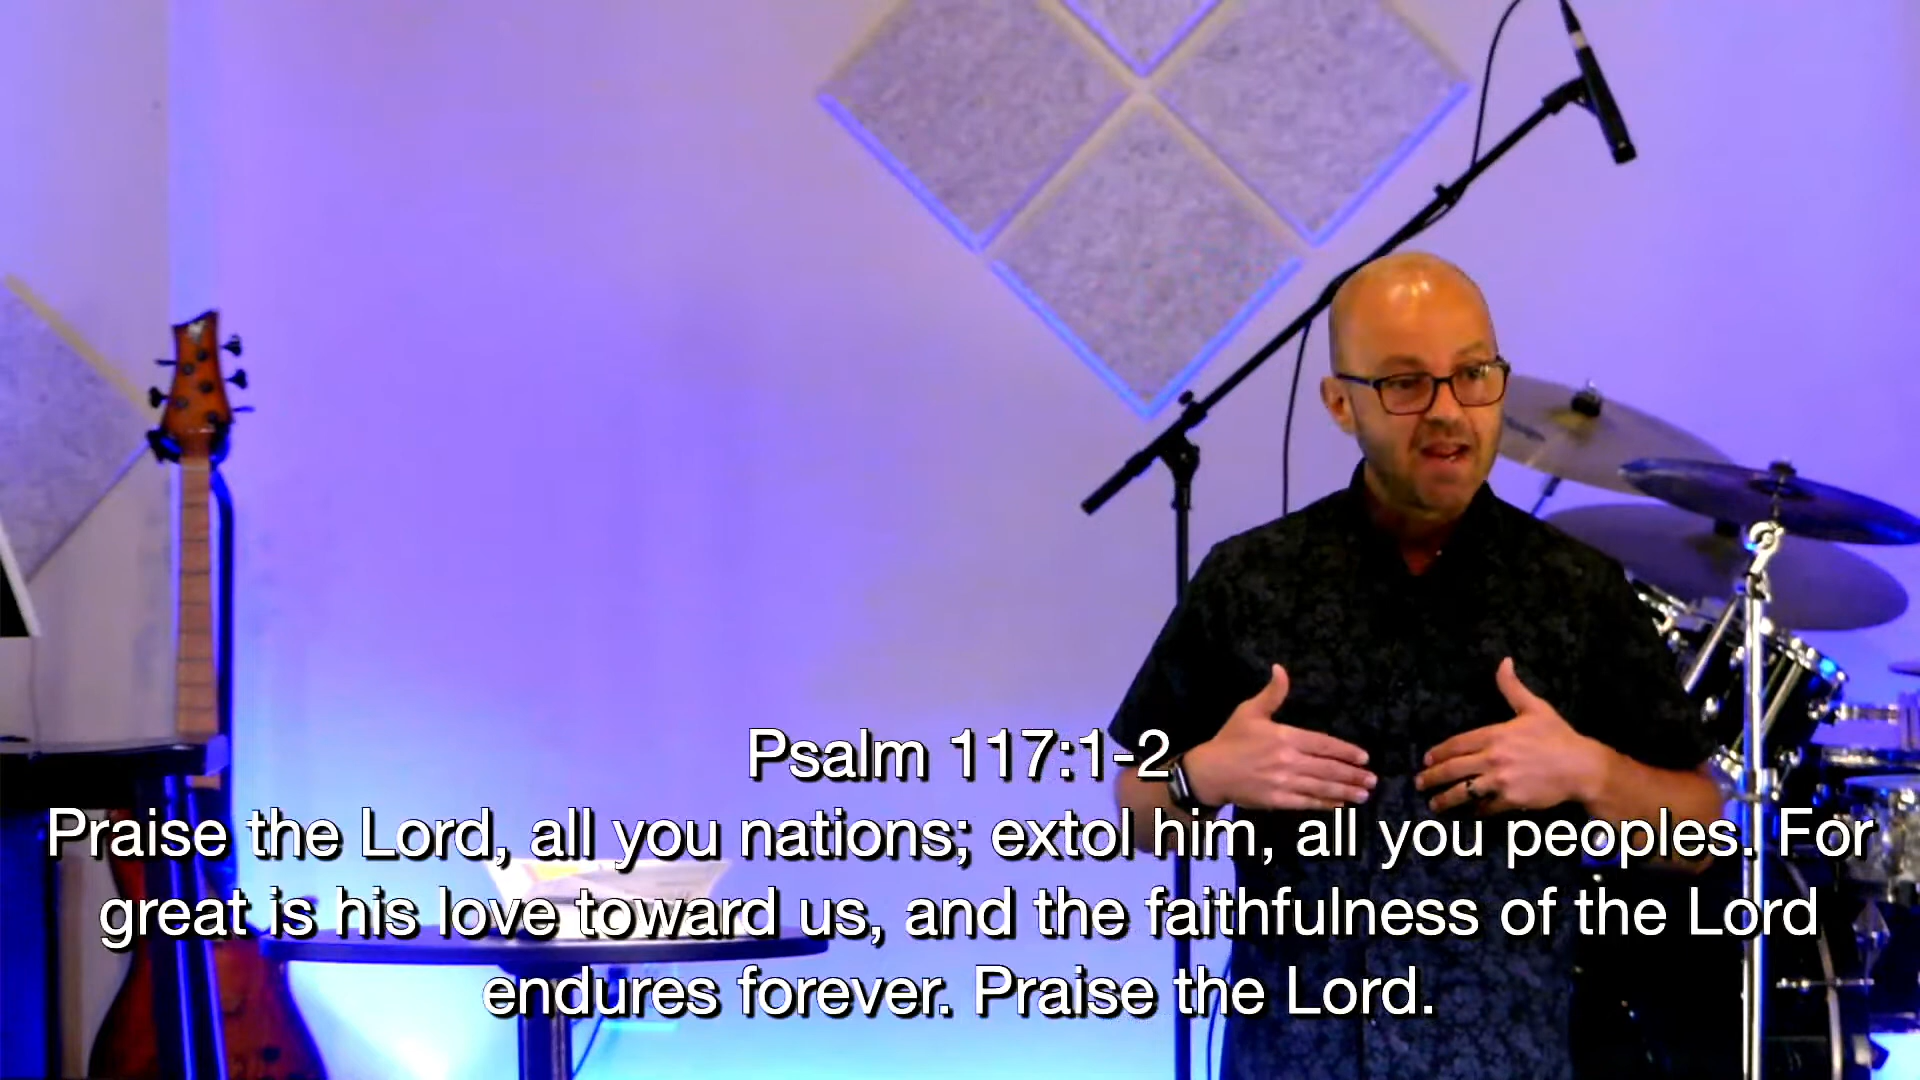 Psalm 117:1-2
Praise the Lord, all you nations; extol him, all you peoples. For
great is his love toward us, and the faithfulness of the Lord
endures forever. Praise the Lord.